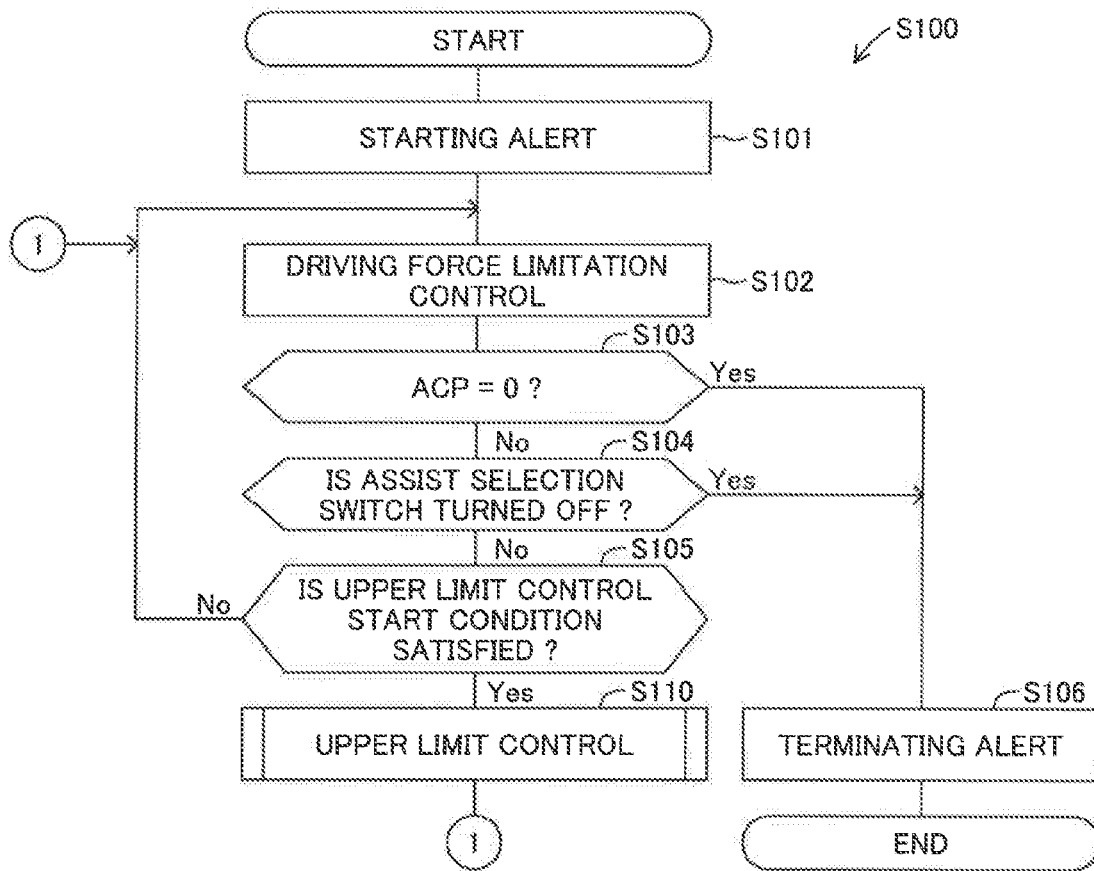 START
S100
STARTING ALERT
S101
1
DRIVING FORCE LIMITATION
CONTROL
S102
S103
ACP = 0 ?
Yes
No
S104
IS ASSIST SELECTION
SWITCH TURNED OFF ?
Yes
No
S105
IS UPPER LIMIT CONTROL
START CONDITION
SATISFIED ?
No
Yes
S110
UPPER LIMIT CONTROL
S106
TERMINATING ALERT
1
END